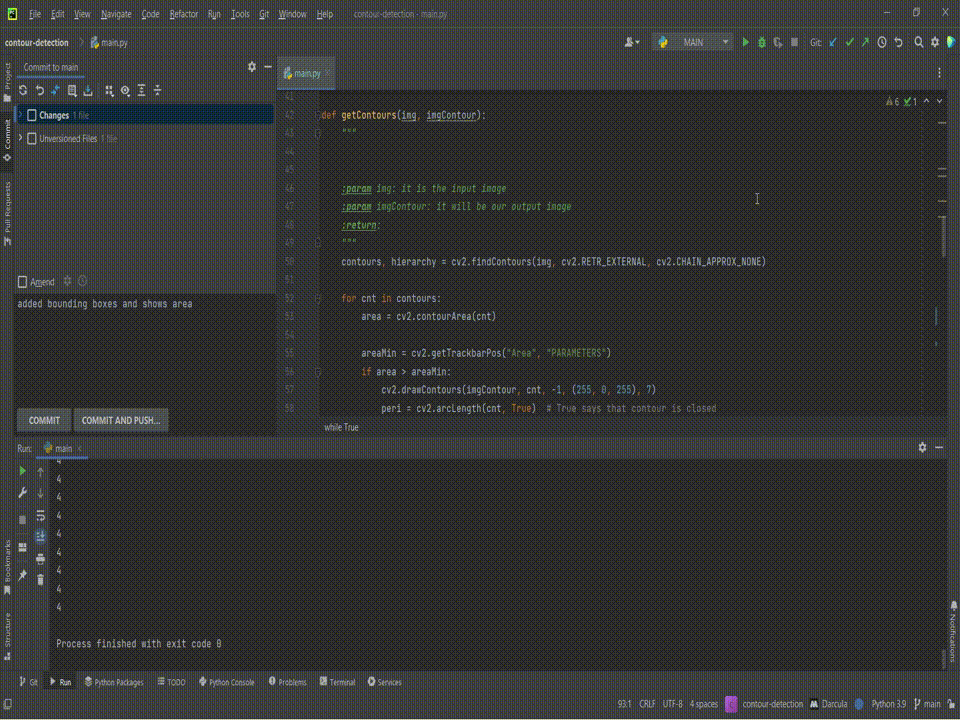 File Edit View Navigate Code Refactor Run Tools Git Window Help contour-detection - main.py
contour-detection main.py MAIN Git:
Commit to main
main.py
Project
Commit
Pull Requests
Bookmarks
Structure
Notifications
Changes 1 file
Unversioned Files 1 file
Amend
added bounding boxes and shows area
COMMIT COMMIT AND PUSH...
6 1
41
42 def getContours(img, imgContour):
43 """
44
45
46 :param img: it is the input image
47 :param imgContour: it will be our output image
48 :return:
49 """
50 contours, hierarchy = cv2.findContours(img, cv2.RETR_EXTERNAL, cv2.CHAIN_APPROX_NONE)
51
52 for cnt in contours:
53 area = cv2.contourArea(cnt)
54
55 areaMin = cv2.getTrackbarPos("Area", "PARAMETERS")
56 if area > areaMin:
57 cv2.drawContours(imgContour, cnt, -1, (255, 0, 255), 7)
58 peri = cv2.arcLength(cnt, True) # True says that contour is closed
while True
Run: main
4
4
4
4
4
4
4
4
4
Process finished with exit code 0
Git Run Python Packages TODO Python Console Problems Terminal Services
93:1 CRLF UTF-8 4 spaces contour-detection Darcula Python 3.9 main